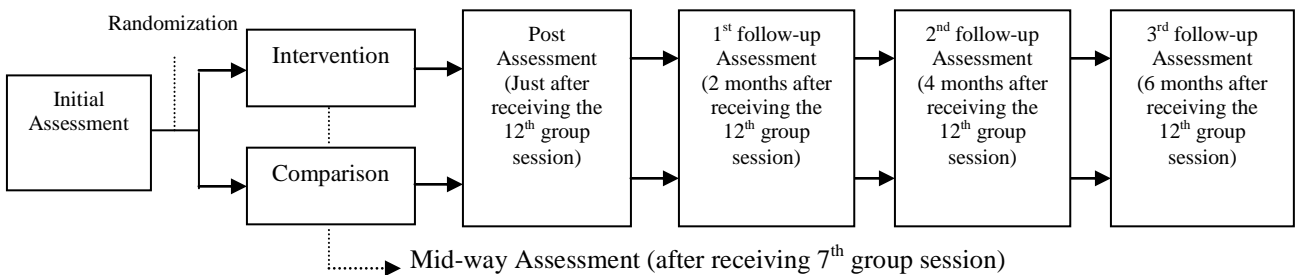 Randomization
Initial
Assessment
Intervention
Comparison
Post
Assessment
(Just after
receiving the
12th group
session)
1st follow-up
Assessment
(2 months after
receiving the
12th group
session)
2nd follow-up
Assessment
(4 months after
receiving the
12th group
session)
3rd follow-up
Assessment
(6 months after
receiving the
12th group
session)
Mid-way Assessment (after receiving 7th group session)